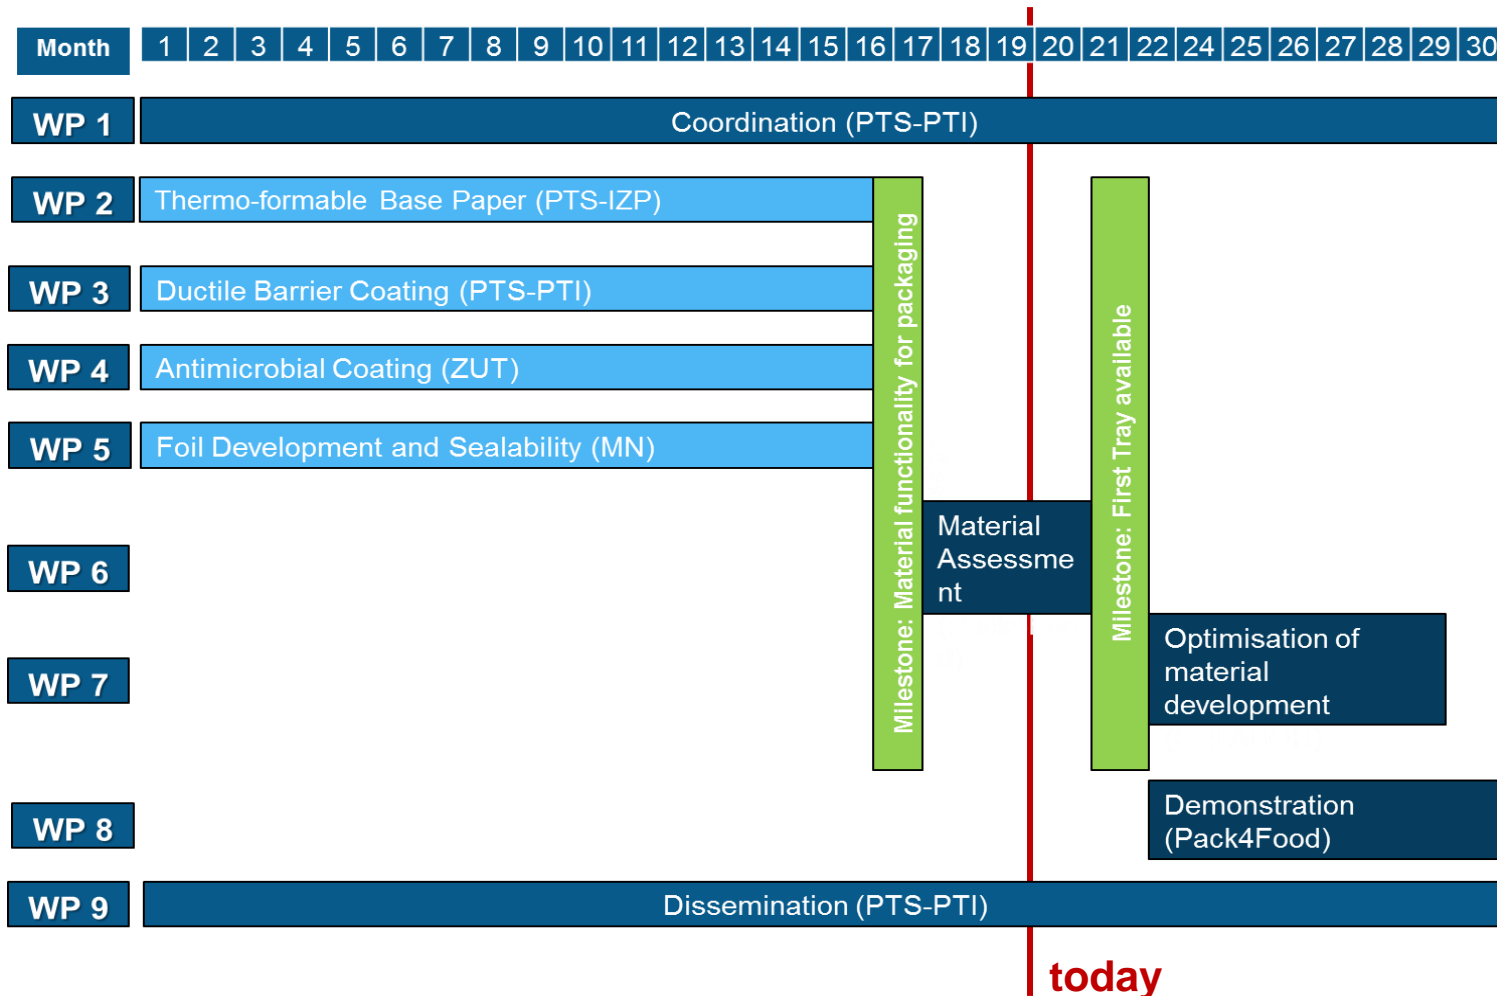 Month 1 2 3 4 5 6 7 8 9 10 11 12 13 14 15 16 17 18 19 20 21 22 24 25 26 27 28 29 30
WP 1 Coordination (PTS-PTI)
WP 2 Thermo-formable Base Paper (PTS-IZP)
WP 3 Ductile Barrier Coating (PTS-PTI)
WP 4 Antimicrobial Coating (ZUT)
WP 5 Foil Development and Sealability (MN)
Milestone: Material functionality for packaging
Milestone: First Tray available
WP 6
Material
Assessme
nt
WP 7
Optimisation of
material
development
WP 8
Demonstration
(Pack4Food)
WP 9 Dissemination (PTS-PTI)
today